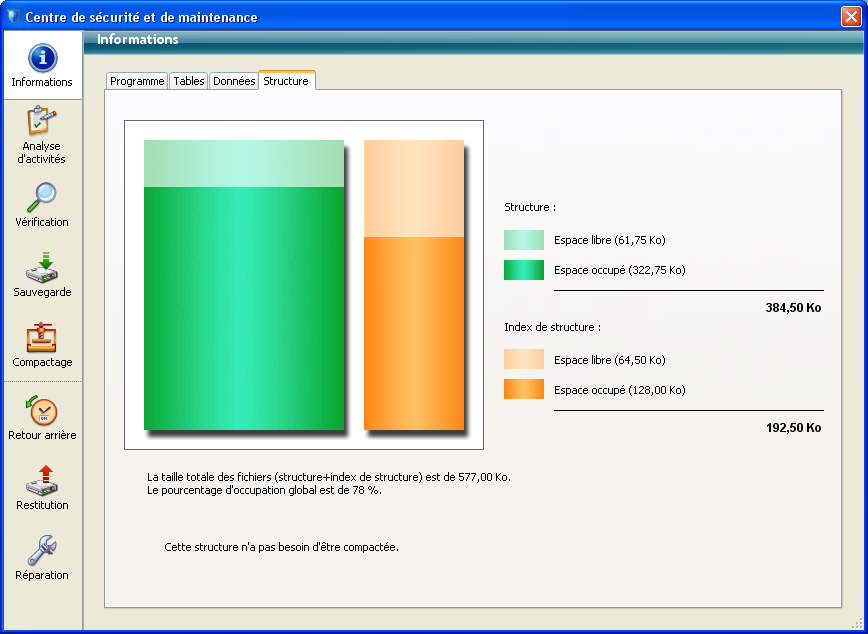 Centre de sécurité et de maintenance
Informations
Informations
Analyse
d'activités
Vérification
Sauvegarde
Compactage
Retour arrière
Restitution
Réparation
Programme
Tables
Données
Structure
Structure :
Espace libre (61,75 Ko)
Espace occupé (322,75 Ko)
384,50 Ko
Index de structure :
Espace libre (64,50 Ko)
Espace occupé (128,00 Ko)
192,50 Ko
La taille totale des fichiers (structure+index de structure) est de 577,00 Ko.
Le pourcentage d'occupation global est de 78 %.
Cette structure n'a pas besoin d'être compactée.